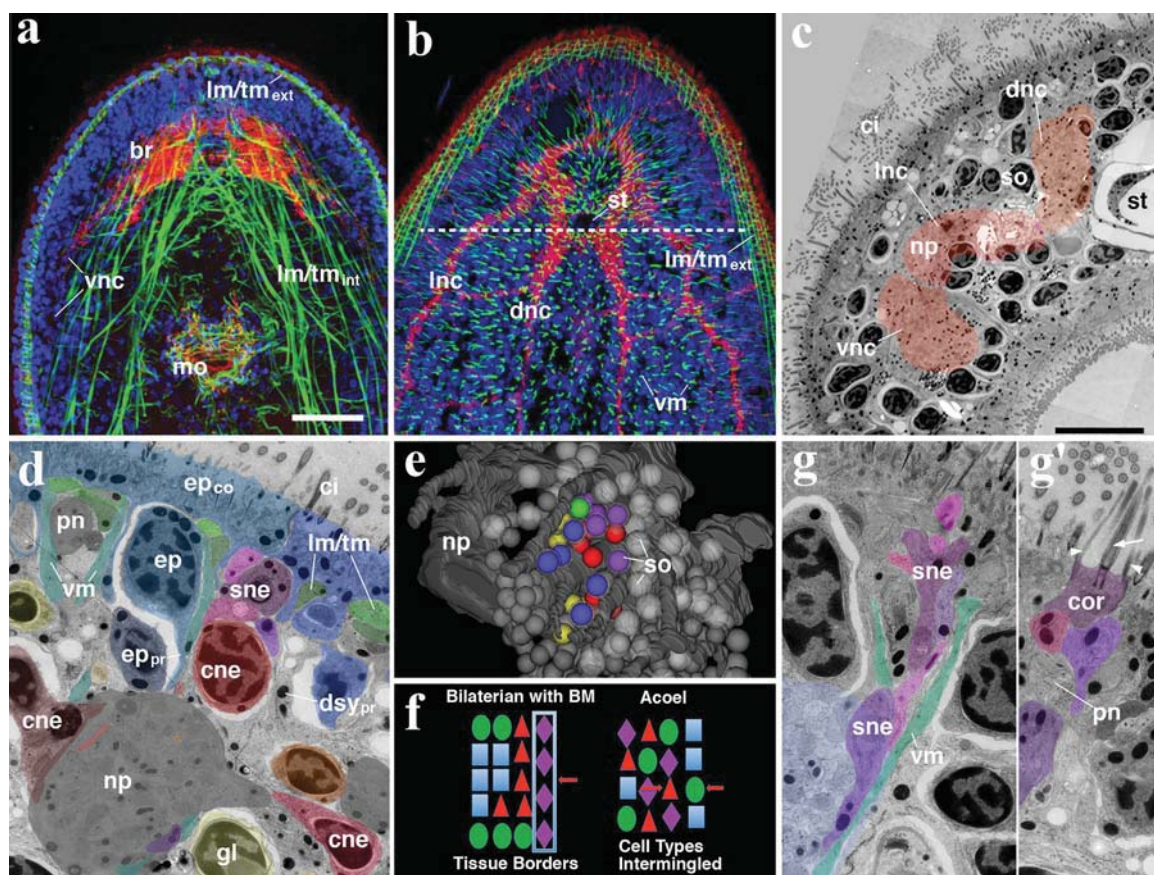 a
lm/tm ext
br
vnc
lm/tm int
mo
b
st
lm/tm ext
lnc
dnc
vm
c
dnc
ci
lnc
so
st
np
vnc
d
ep co
ci
pn
ep
lm/tm
vm
sne
ep pr
cne
dsy pr
cne
np
cne
gl
e
np
so
f
Bilaterian with BM
Acoel
Tissue Borders
Cell Types
Intermingled
g
sne
sne
vm
g'
cor
pn